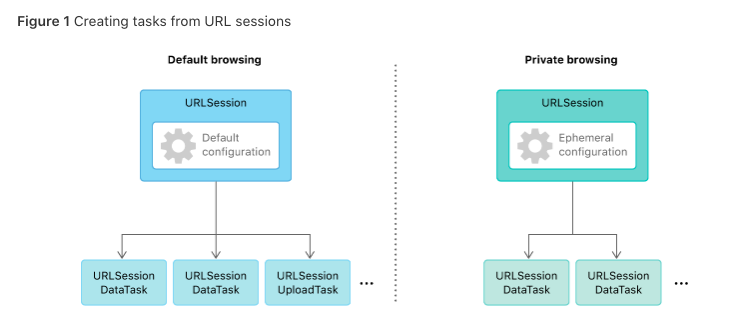 Figure 1 Creating tasks from URL sessions
Default browsing
URLSession
Default
configuration
URLSession
DataTask
URLSession
DataTask
URLSession
UploadTask
...
Private browsing
URLSession
Ephemeral
configuration
URLSession
DataTask
URLSession
DataTask
...